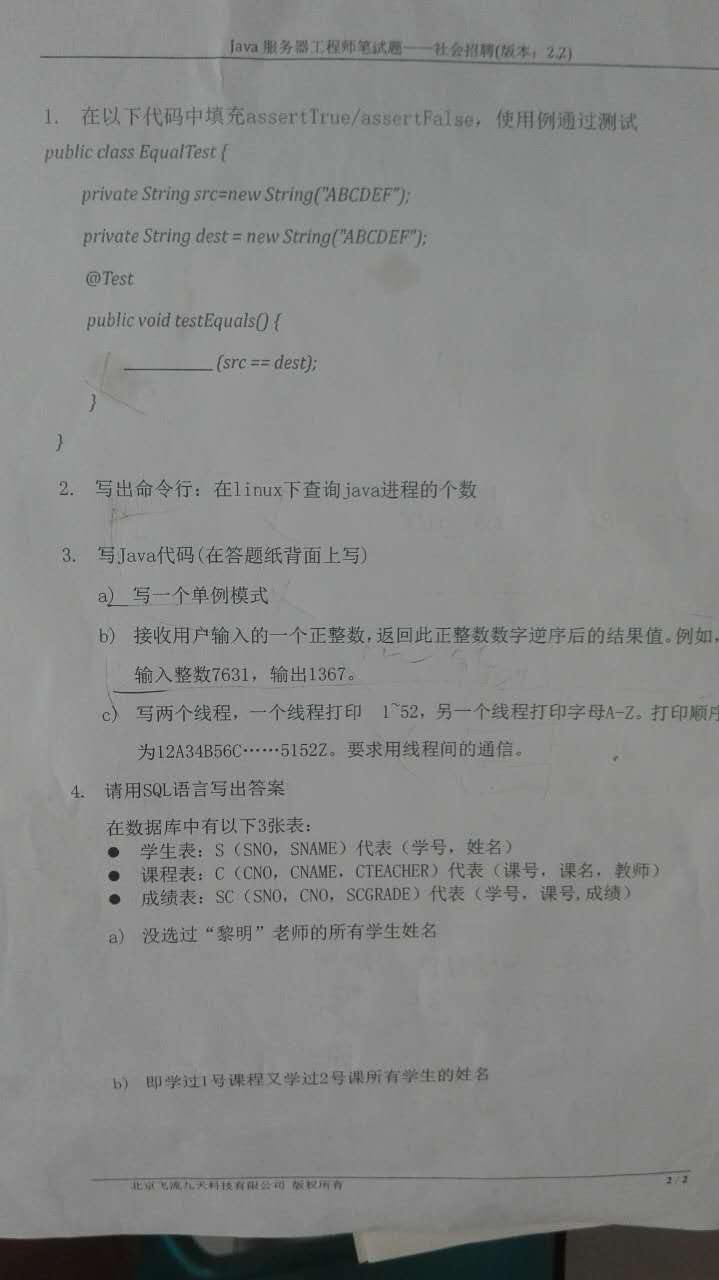 Java 服务器工程师笔试题——社会招聘(版本：2.2)
1. 在以下代码中填充assertTrue/assertFalse，使用例通过测试
public class EqualTest {
private String src=new String("ABCDEF");
private String dest = new String("ABCDEF");
@Test
public void testEquals() {
__________(src == dest);
}
}
2. 写出命令行：在linux下查询java进程的个数
3. 写Java代码(在答题纸背面上写)
a) 写一个单例模式
b) 接收用户输入的一个正整数,返回此正整数数字逆序后的结果值。例如,
输入整数7631，输出1367。
c) 写两个线程，一个线程打印 1~52，另一个线程打印字母A-Z。打印顺序
为12A34B56C……5152Z。要求用线程间的通信。
4. 请用SQL语言写出答案
在数据库中有以下3张表：
● 学生表：S（SNO，SNAME）代表（学号，姓名）
● 课程表：C（CNO，CNAME，CTEACHER）代表（课号，课名，教师）
● 成绩表：SC（SNO，CNO，SCGRADE）代表（学号，课号,成绩）
a) 没选过“黎明”老师的所有学生姓名
b) 即学过1号课程又学过2号课所有学生的姓名
北京飞流九天科技有限公司 版权所有
2 / 2